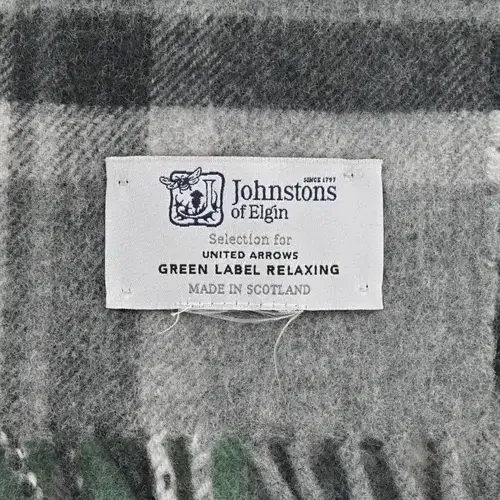 SINCE 1797
Johnstons
of Elgin
Selection for
UNITED ARROWS
GREEN LABEL RELAXING
MADE IN SCOTLAND